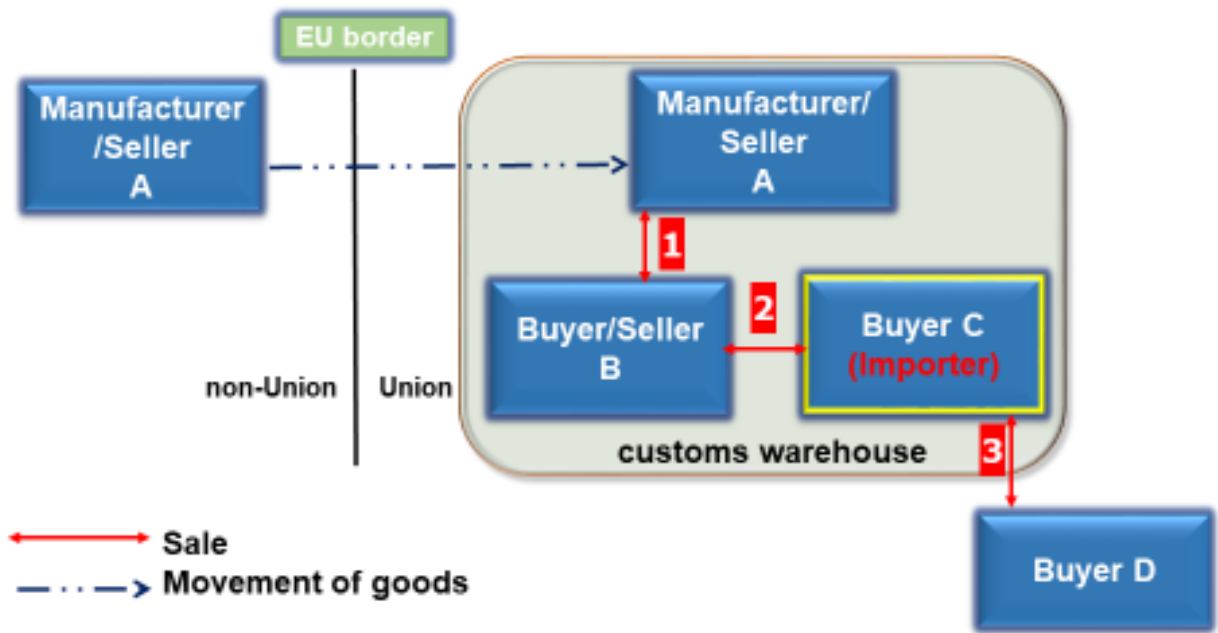 EU border
Manufacturer
/Seller
A
Manufacturer/
Seller
A
1
Buyer/Seller
B
2
Buyer C
(Importer)
non-Union
Union
customs warehouse
3
Sale
Movement of goods
Buyer D